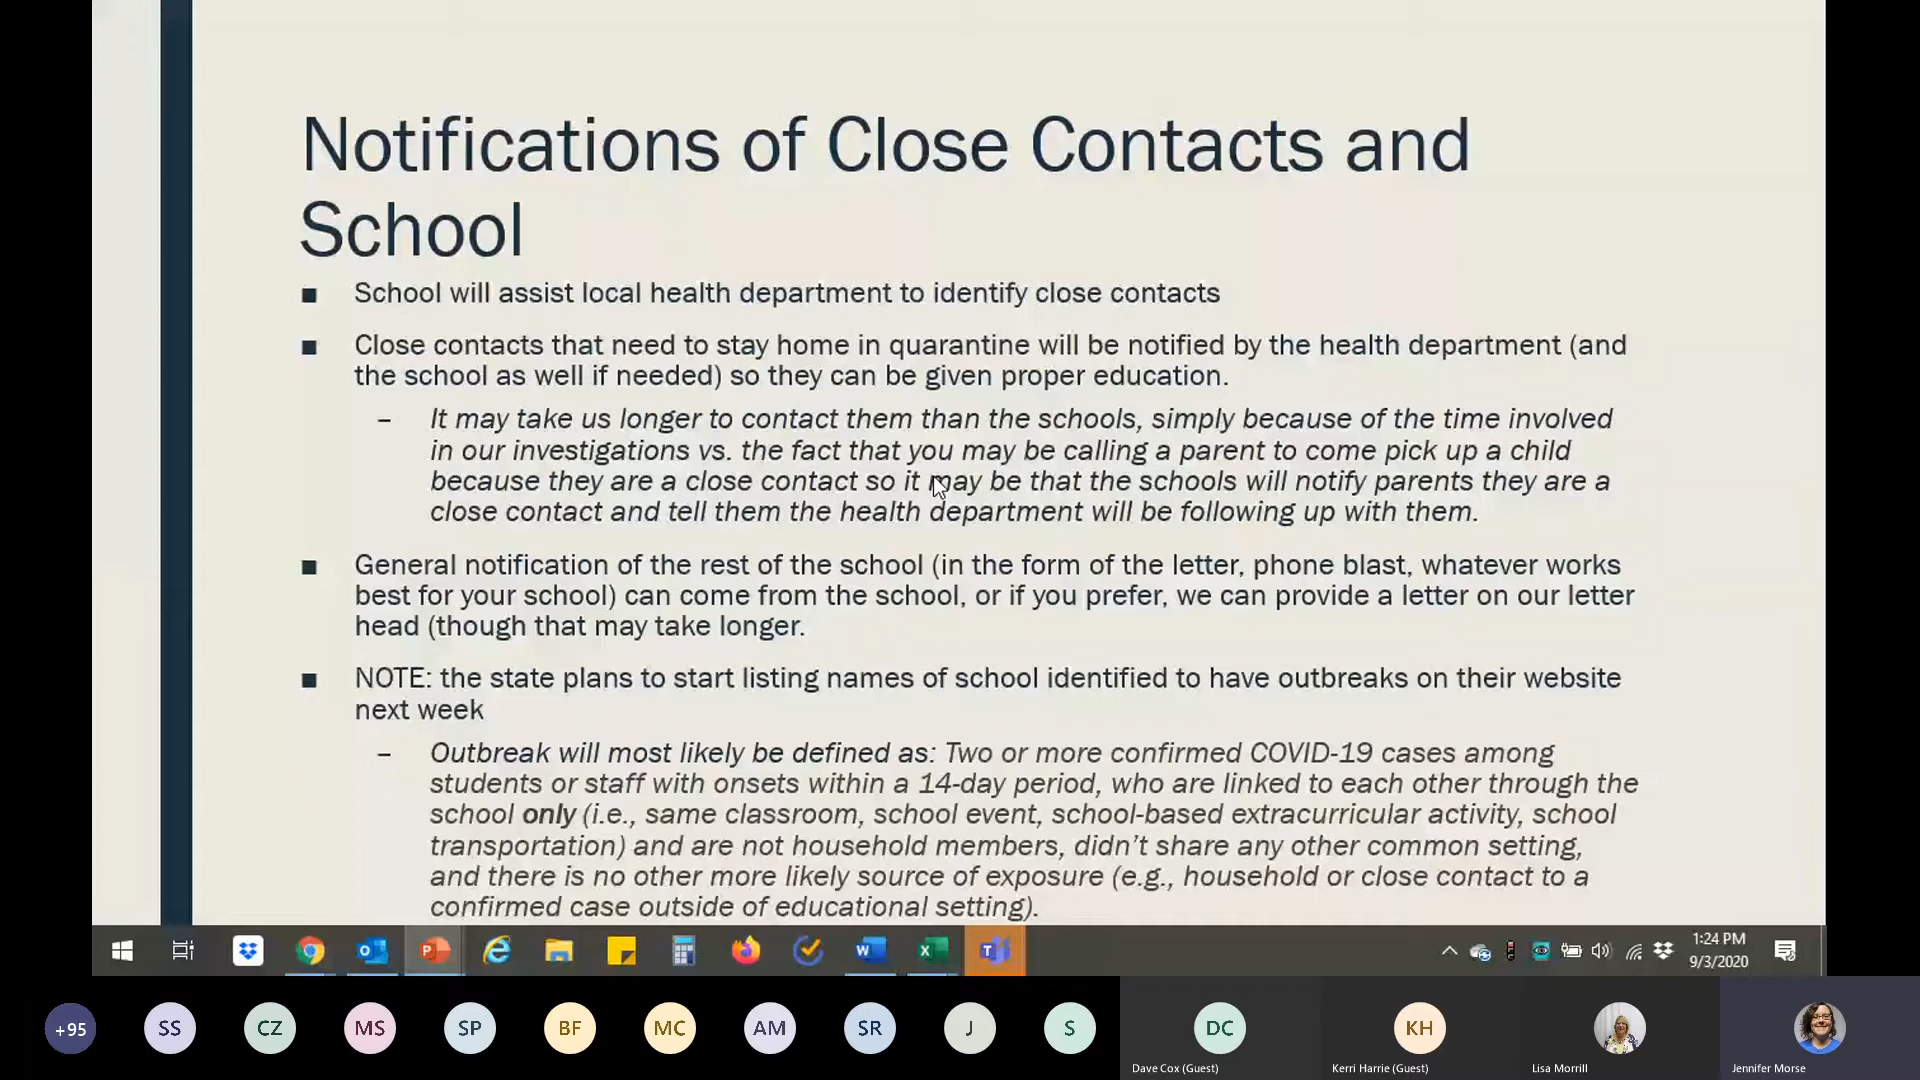 Notifications of Close Contacts and
School
■ School will assist local health department to identify close contacts
■ Close contacts that need to stay home in quarantine will be notified by the health department (and
the school as well if needed) so they can be given proper education.
– It may take us longer to contact them than the schools, simply because of the time involved
in our investigations vs. the fact that you may be calling a parent to come pick up a child
because they are a close contact so it may be that the schools will notify parents they are a
close contact and tell them the health department will be following up with them.
■ General notification of the rest of the school (in the form of the letter, phone blast, whatever works
best for your school) can come from the school, or if you prefer, we can provide a letter on our letter
head (though that may take longer.
■ NOTE: the state plans to start listing names of school identified to have outbreaks on their website
next week
– Outbreak will most likely be defined as: Two or more confirmed COVID-19 cases among
students or staff with onsets within a 14-day period, who are linked to each other through the
school only (i.e., same classroom, school event, school-based extracurricular activity, school
transportation) and are not household members, didn't share any other common setting,
and there is no other more likely source of exposure (e.g., household or close contact to a
confirmed case outside of educational setting).
1:24 PM
9/3/2020
+95 SS CZ MS SP BF MC AM SR J S DC KH
Dave Cox (Guest) Kerri Harrie (Guest) Lisa Morrill Jennifer Morse